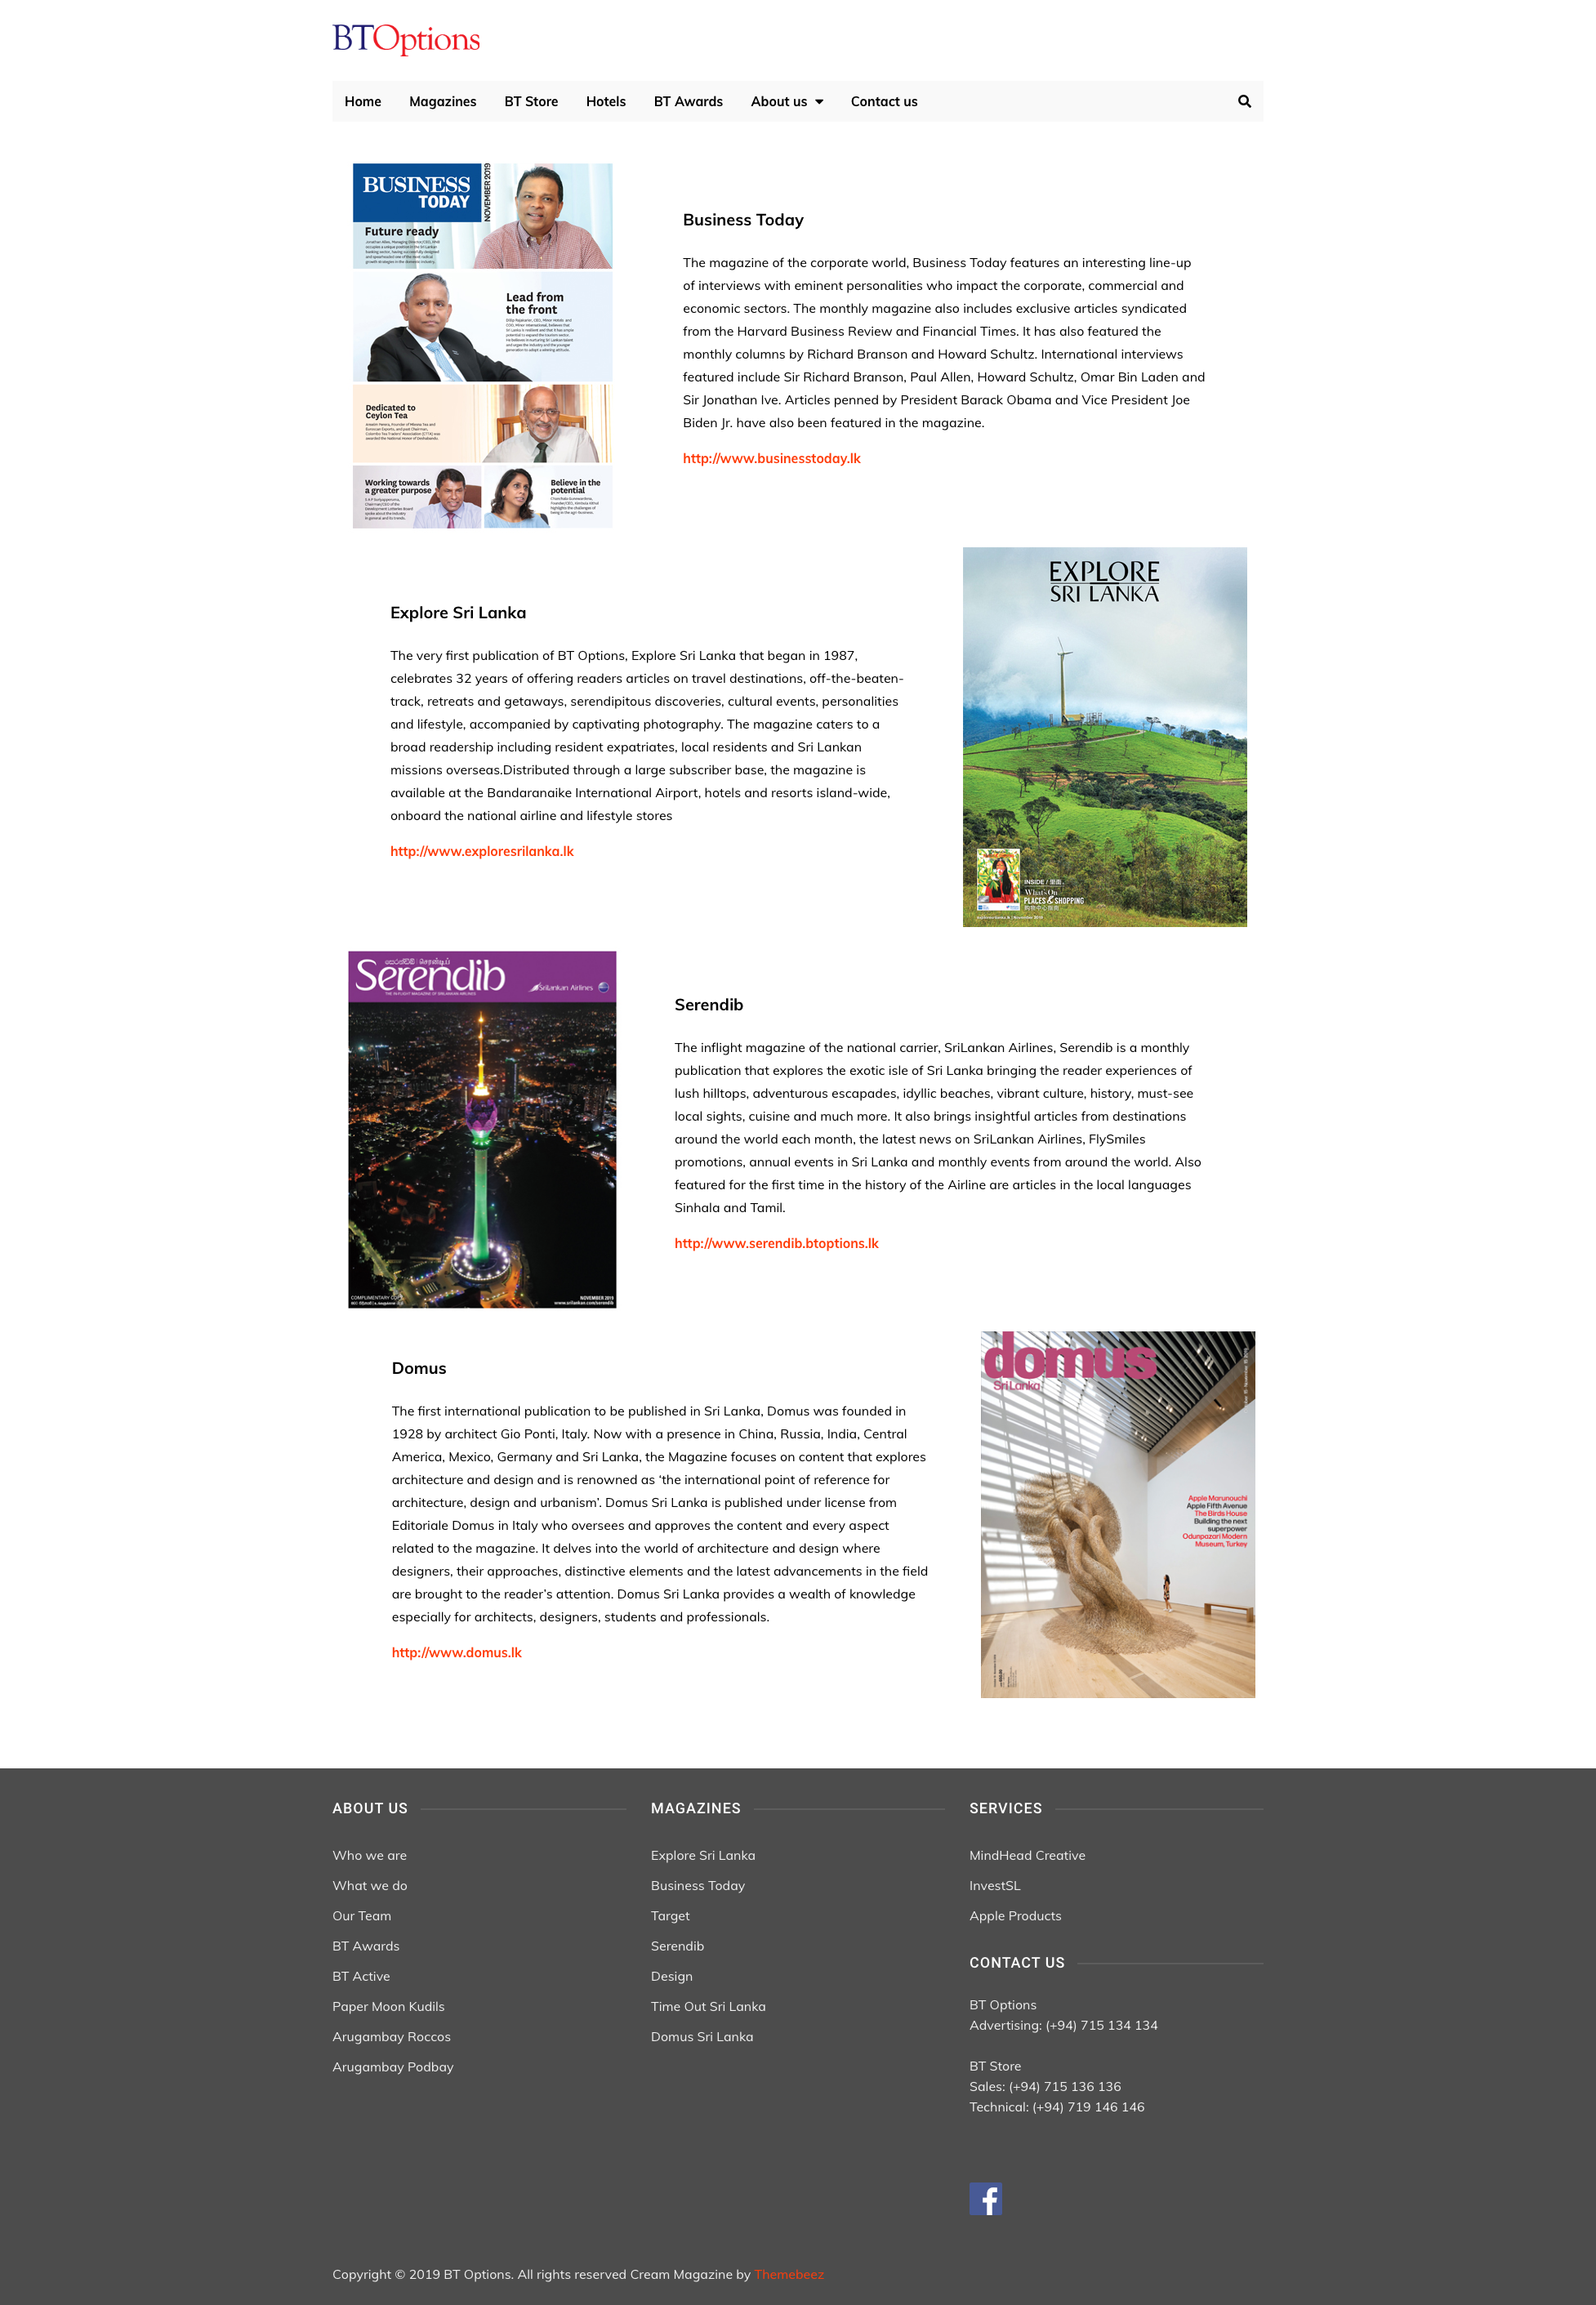 BTOptions
Home Magazines BT Store Hotels BT Awards About us Contact us
BUSINESS
TODAY
NOVEMBER 2019
Future ready
Lead from
the front
Dedicated to
Ceylon Tea
Working towards
a greater purpose
Believe in the
potential
Business Today
The magazine of the corporate world, Business Today features an interesting line-up
of interviews with eminent personalities who impact the corporate, commercial and
economic sectors. The monthly magazine also includes exclusive articles syndicated
from the Harvard Business Review and Financial Times. It has also featured the
monthly columns by Richard Branson and Howard Schultz. International interviews
featured include Sir Richard Branson, Paul Allen, Howard Schultz, Omar Bin Laden and
Sir Jonathan Ive. Articles penned by President Barack Obama and Vice President Joe
Biden Jr. have also been featured in the magazine.
http://www.businesstoday.lk
Explore Sri Lanka
The very first publication of BT Options, Explore Sri Lanka that began in 1987,
celebrates 32 years of offering readers articles on travel destinations, off-the-beaten-
track, retreats and getaways, serendipitous discoveries, cultural events, personalities
and lifestyle, accompanied by captivating photography. The magazine caters to a
broad readership including resident expatriates, local residents and Sri Lankan
missions overseas.Distributed through a large subscriber base, the magazine is
available at the Bandaranaike International Airport, hotels and resorts island-wide,
onboard the national airline and lifestyle stores
http://www.exploresrilanka.lk
EXPLORE
SRI LANKA
INSIDE / 里面
What's On
PLACES & SHOPPING
Serendib
SriLankan Airlines
THE IN-FLIGHT MAGAZINE OF SRILANKAN AIRLINES
COMPLIMENTARY COPY
NOVEMBER 2019
www.srilankan.com/serendib
Serendib
The inflight magazine of the national carrier, SriLankan Airlines, Serendib is a monthly
publication that explores the exotic isle of Sri Lanka bringing the reader experiences of
lush hilltops, adventurous escapades, idyllic beaches, vibrant culture, history, must-see
local sights, cuisine and much more. It also brings insightful articles from destinations
around the world each month, the latest news on SriLankan Airlines, FlySmiles
promotions, annual events in Sri Lanka and monthly events from around the world. Also
featured for the first time in the history of the Airline are articles in the local languages
Sinhala and Tamil.
http://www.serendib.btoptions.lk
Domus
The first international publication to be published in Sri Lanka, Domus was founded in
1928 by architect Gio Ponti, Italy. Now with a presence in China, Russia, India, Central
America, Mexico, Germany and Sri Lanka, the Magazine focuses on content that explores
architecture and design and is renowned as ‘the international point of reference for
architecture, design and urbanism’. Domus Sri Lanka is published under license from
Editoriale Domus in Italy who oversees and approves the content and every aspect
related to the magazine. It delves into the world of architecture and design where
designers, their approaches, distinctive elements and the latest advancements in the field
are brought to the reader’s attention. Domus Sri Lanka provides a wealth of knowledge
especially for architects, designers, students and professionals.
http://www.domus.lk
domus
Sri Lanka
Apple Marunouchi
Apple Fifth Avenue
The Birds House
Building the next
superpower
Odunpazari Modern
Museum, Turkey
ABOUT US
Who we are
What we do
Our Team
BT Awards
BT Active
Paper Moon Kudils
Arugambay Roccos
Arugambay Podbay
MAGAZINES
Explore Sri Lanka
Business Today
Target
Serendib
Design
Time Out Sri Lanka
Domus Sri Lanka
SERVICES
MindHead Creative
InvestSL
Apple Products
CONTACT US
BT Options
Advertising: (+94) 715 134 134
BT Store
Sales: (+94) 715 136 136
Technical: (+94) 719 146 146
Copyright © 2019 BT Options. All rights reserved Cream Magazine by Themebeez